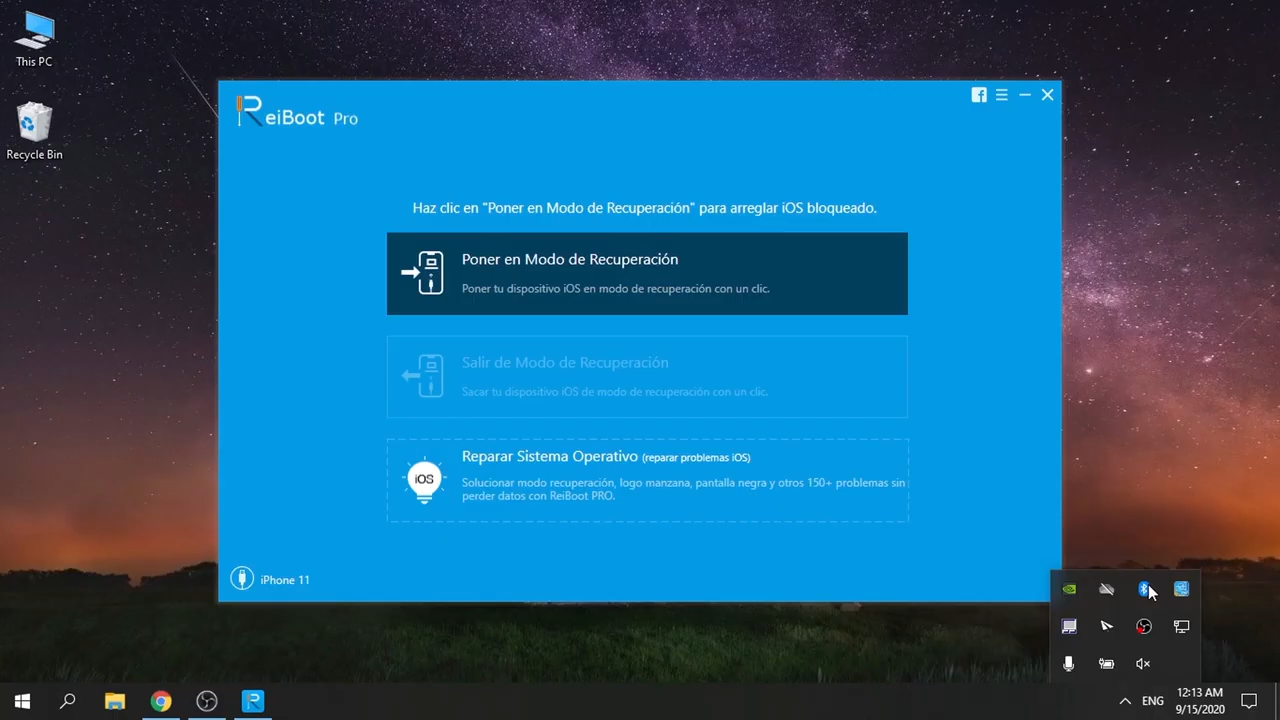 This PC
Recycle Bin
ReiBoot Pro
Haz clic en "Poner en Modo de Recuperación" para arreglar iOS bloqueado.
Poner en Modo de Recuperación
Poner tu dispositivo iOS en modo de recuperación con un clic.
Salir de Modo de Recuperación
Sacar tu dispositivo iOS de modo de recuperación con un clic.
Reparar Sistema Operativo (reparar problemas iOS)
iOS
Solucionar modo recuperación, logo manzana, pantalla negra y otros 150+ problemas sin
perder datos con ReiBoot PRO.
iPhone 11
ENG
12:13 AM
9/15/2020